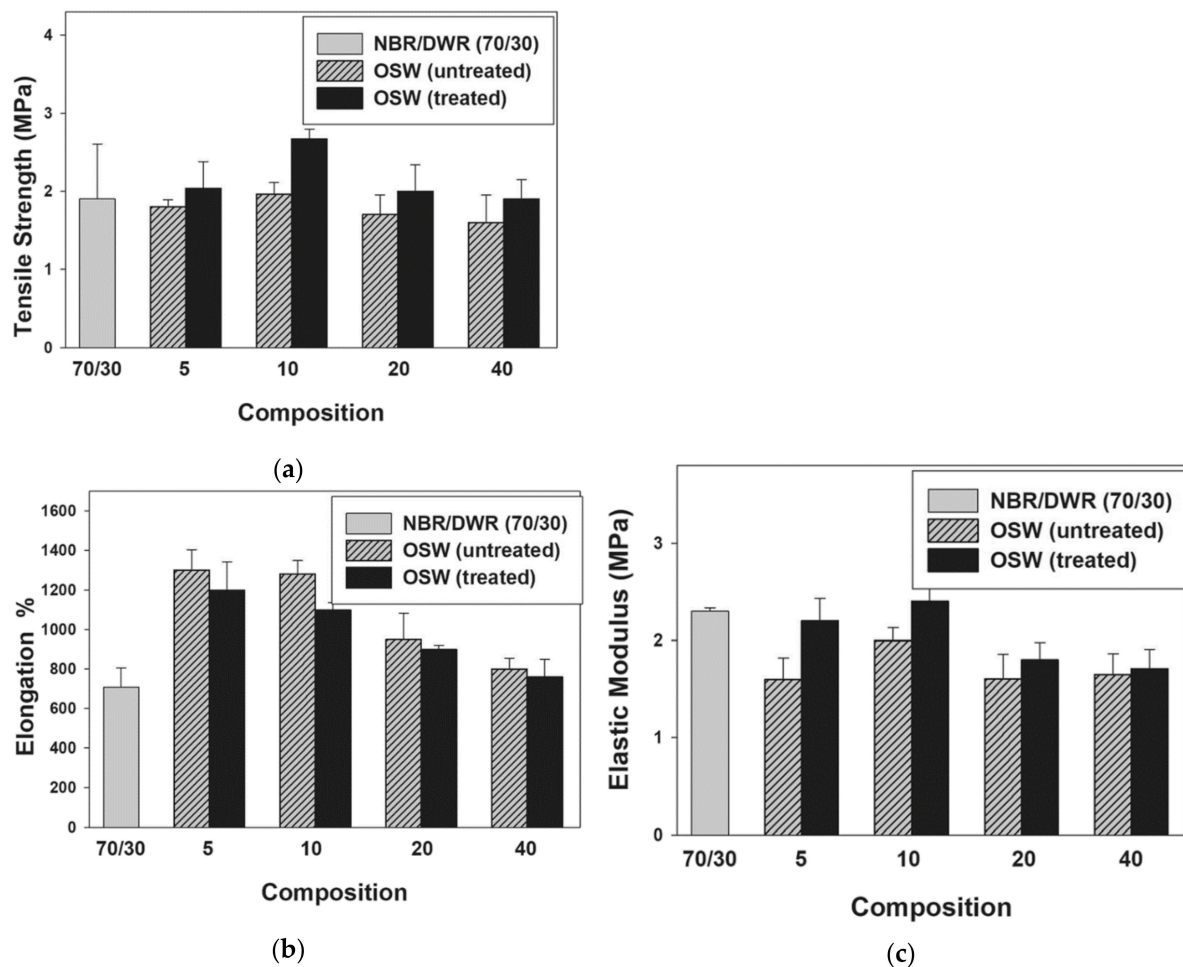 Tensile Strength (MPa)
4
3
2
1
0
NBR/DWR (70/30)
OSW (untreated)
OSW (treated)
70/30 5 10 20 40
Composition
(a)
Elongation %
1600
1400
1200
1000
800
600
400
200
0
NBR/DWR (70/30)
OSW (untreated)
OSW (treated)
70/30 5 10 20 40
Composition
(b)
Elastic Modulus (MPa)
3
2
1
0
NBR/DWR (70/30)
OSW (untreated)
OSW (treated)
70/30 5 10 20 40
Composition
(c)